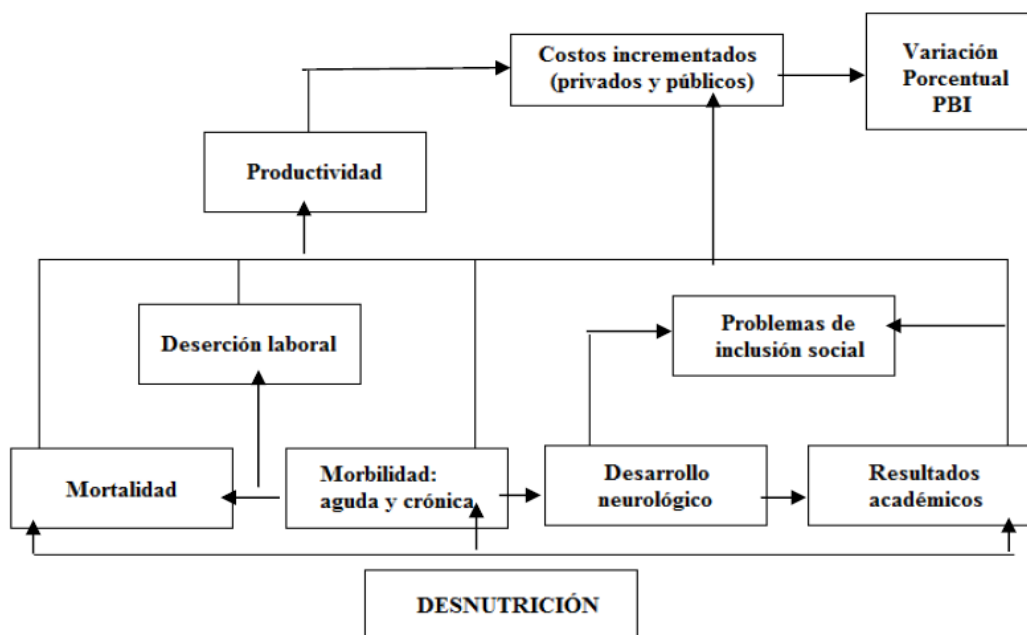 Costos incrementados
(privados y públicos)
Variación
Porcentual
PBI
Productividad
Deserción laboral
Problemas de
inclusión social
Mortalidad
Morbilidad:
aguda y crónica
Desarrollo
neurológico
Resultados
académicos
DESNUTRICIÓN